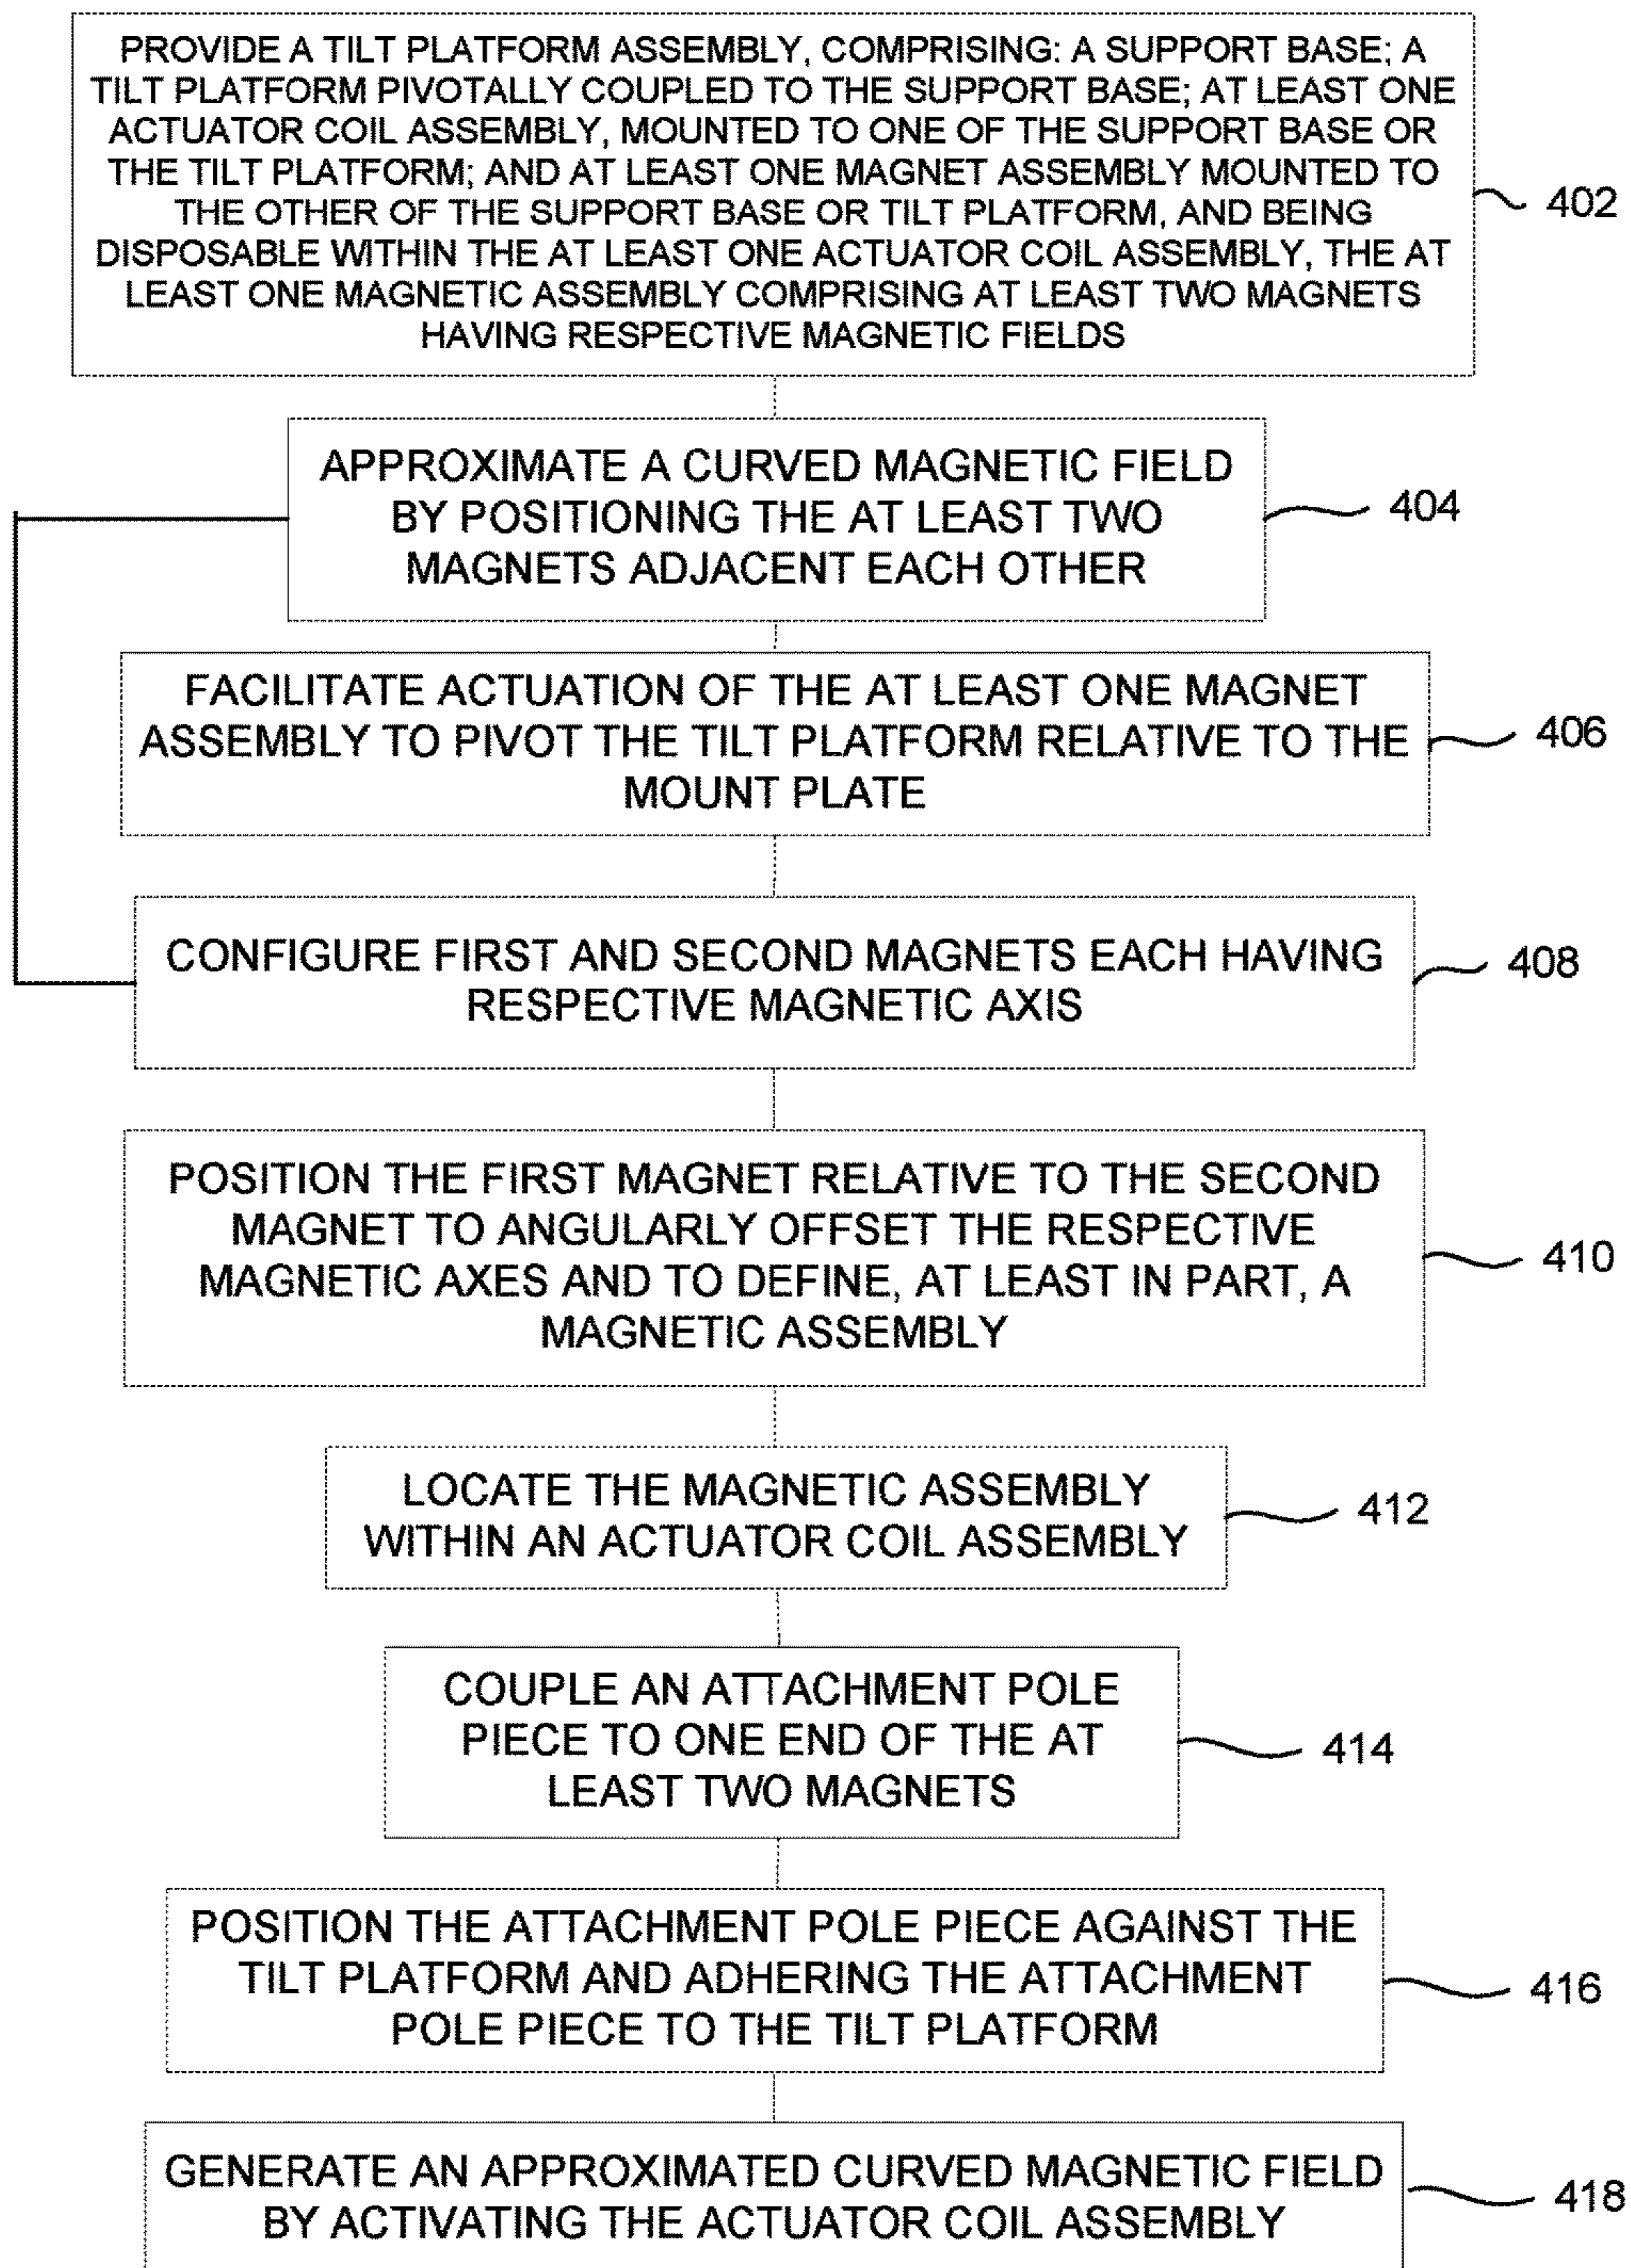 PROVIDE A TILT PLATFORM ASSEMBLY, COMPRISING: A SUPPORT BASE; A
TILT PLATFORM PIVOTALLY COUPLED TO THE SUPPORT BASE; AT LEAST ONE
ACTUATOR COIL ASSEMBLY, MOUNTED TO ONE OF THE SUPPORT BASE OR
THE TILT PLATFORM; AND AT LEAST ONE MAGNET ASSEMBLY MOUNTED TO
THE OTHER OF THE SUPPORT BASE OR TILT PLATFORM, AND BEING
DISPOSABLE WITHIN THE AT LEAST ONE ACTUATOR COIL ASSEMBLY, THE AT
LEAST ONE MAGNETIC ASSEMBLY COMPRISING AT LEAST TWO MAGNETS
HAVING RESPECTIVE MAGNETIC FIELDS
402
APPROXIMATE A CURVED MAGNETIC FIELD
BY POSITIONING THE AT LEAST TWO
MAGNETS ADJACENT EACH OTHER
404
FACILITATE ACTUATION OF THE AT LEAST ONE MAGNET
ASSEMBLY TO PIVOT THE TILT PLATFORM RELATIVE TO THE
MOUNT PLATE
406
CONFIGURE FIRST AND SECOND MAGNETS EACH HAVING
RESPECTIVE MAGNETIC AXIS
408
POSITION THE FIRST MAGNET RELATIVE TO THE SECOND
MAGNET TO ANGULARLY OFFSET THE RESPECTIVE
MAGNETIC AXES AND TO DEFINE, AT LEAST IN PART, A
MAGNETIC ASSEMBLY
410
LOCATE THE MAGNETIC ASSEMBLY
WITHIN AN ACTUATOR COIL ASSEMBLY
412
COUPLE AN ATTACHMENT POLE
PIECE TO ONE END OF THE AT
LEAST TWO MAGNETS
414
POSITION THE ATTACHMENT POLE PIECE AGAINST THE
TILT PLATFORM AND ADHERING THE ATTACHMENT
POLE PIECE TO THE TILT PLATFORM
416
GENERATE AN APPROXIMATED CURVED MAGNETIC FIELD
BY ACTIVATING THE ACTUATOR COIL ASSEMBLY
418